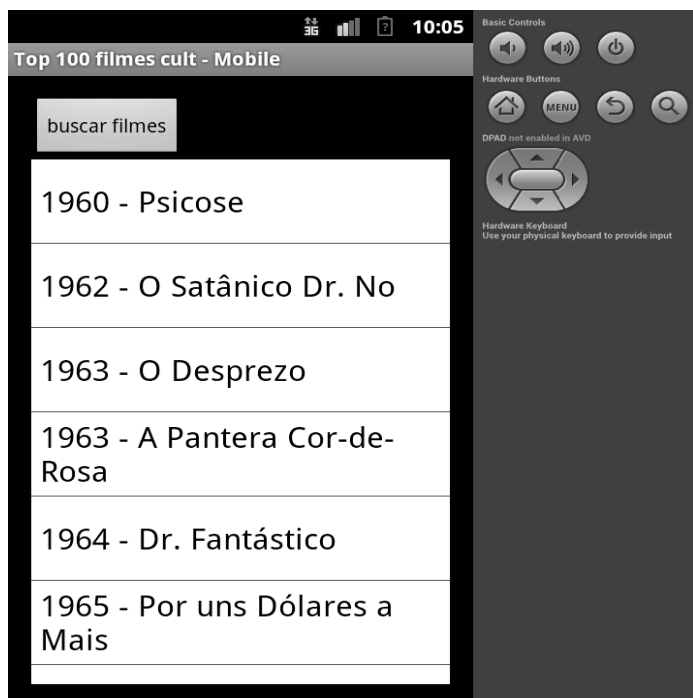 3G
?
10:05
Top 100 filmes cult - Mobile
buscar filmes
1960 - Psicose
1962 - O Satânico Dr. No
1963 - O Desprezo
1963 - A Pantera Cor-de-
Rosa
1964 - Dr. Fantástico
1965 - Por uns Dólares a
Mais
Basic Controls
Hardware Buttons
MENU
DPAD not enabled in AVD
Hardware Keyboard
Use your physical keyboard to provide input